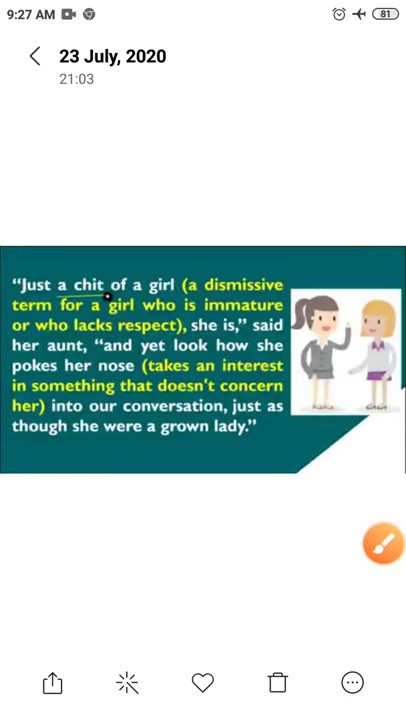 9:27 AM
81
23 July, 2020
21:03
"Just a chit of a girl (a dismissive
term for a girl who is immature
or who lacks respect), she is," said
her aunt, "and yet look how she
pokes her nose (takes an interest
in something that doesn't concern
her) into our conversation, just as
though she were a grown lady."